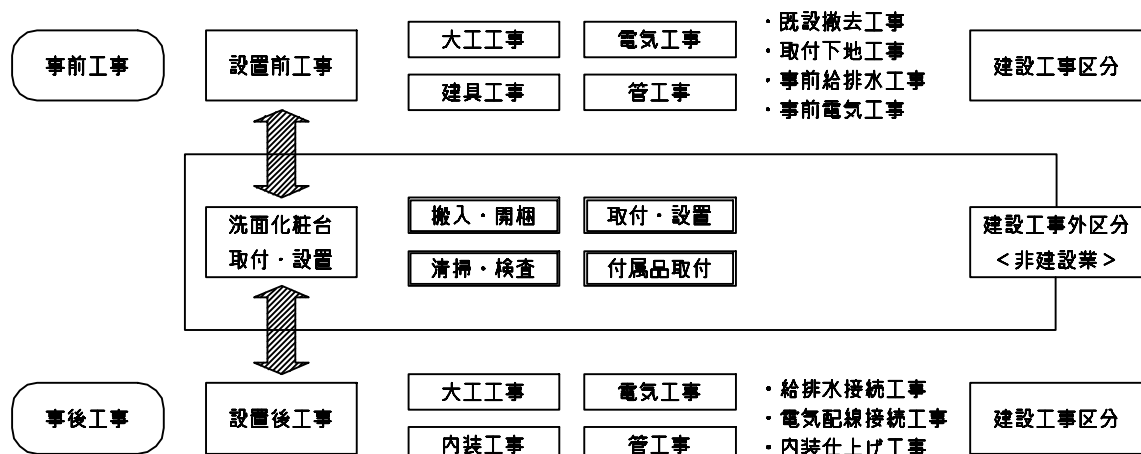 事前工事
設置前工事
大工工事
電気工事
建具工事
管工事
・既設撤去工事
・取付下地工事
・事前給排水工事
・事前電気工事
建設工事区分
洗面化粧台
取付・設置
搬入・開梱
取付・設置
清掃・検査
付属品取付
建設工事外区分
＜非建設業＞
事後工事
設置後工事
大工工事
電気工事
内装工事
管工事
・給排水接続工事
・電気配線接続工事
・内装仕上げ工事
建設工事区分